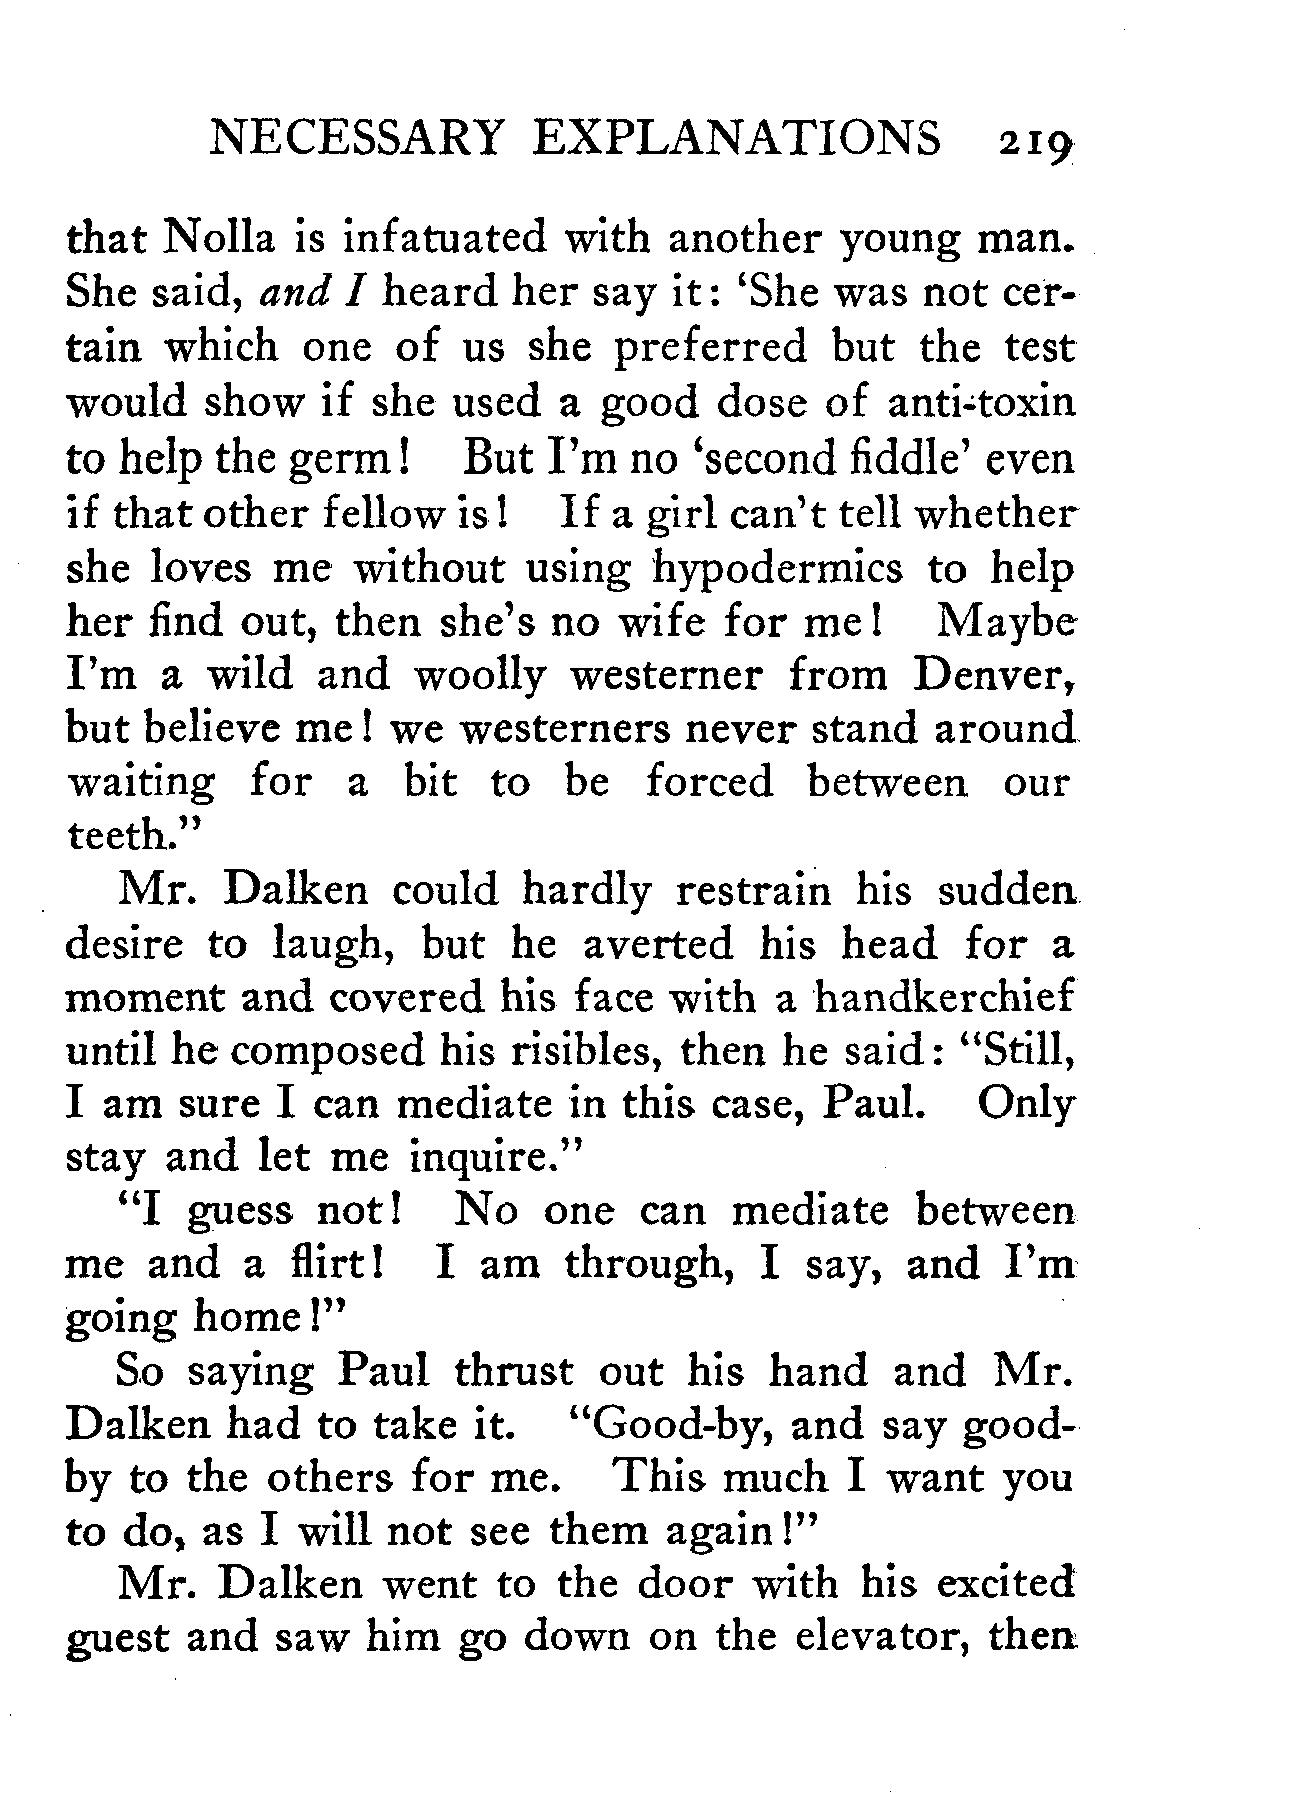 NECESSARY EXPLANATIONS 219
that Nolla is infatuated with another young man.
She said, and I heard her say it: 'She was not cer-
tain which one of us she preferred but the test
would show if she used a good dose of anti-toxin
to help the germ! But I'm no 'second fiddle' even
if that other fellow is! If a girl can't tell whether
she loves me without using hypodermics to help
her find out, then she's no wife for me! Maybe
I'm a wild and woolly westerner from Denver,
but believe me! we westerners never stand around
waiting for a bit to be forced between our
teeth."
Mr. Dalken could hardly restrain his sudden
desire to laugh, but he averted his head for a
moment and covered his face with a handkerchief
until he composed his risibles, then he said: "Still,
I am sure I can mediate in this case, Paul. Only
stay and let me inquire."
"I guess not! No one can mediate between
me and a flirt! I am through, I say, and I'm
going home!"
So saying Paul thrust out his hand and Mr.
Dalken had to take it. "Good-by, and say good-
by to the others for me. This much I want you
to do, as I will not see them again!"
Mr. Dalken went to the door with his excited
guest and saw him go down on the elevator, then